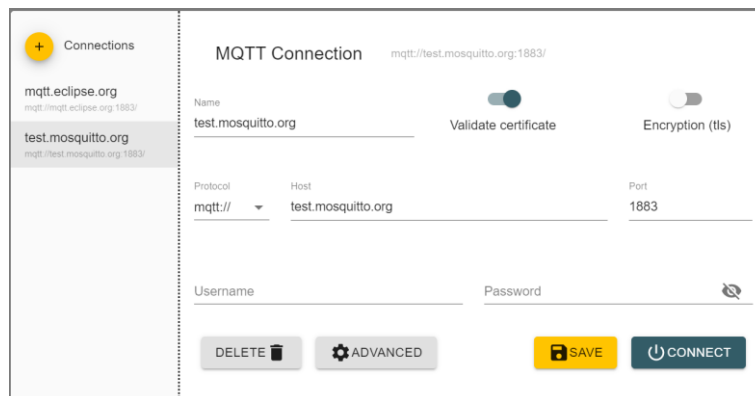 + Connections
mqtt.eclipse.org
mqtt://mqtt.eclipse.org:1883/
test.mosquitto.org
mqtt://test.mosquitto.org:1883/
MQTT Connection mqtt://test.mosquitto.org:1883/
Name
test.mosquitto.org
Validate certificate
Encryption (tls)
Protocol Host Port
mqtt:// test.mosquitto.org 1883
Username Password
DELETE ADVANCED SAVE CONNECT